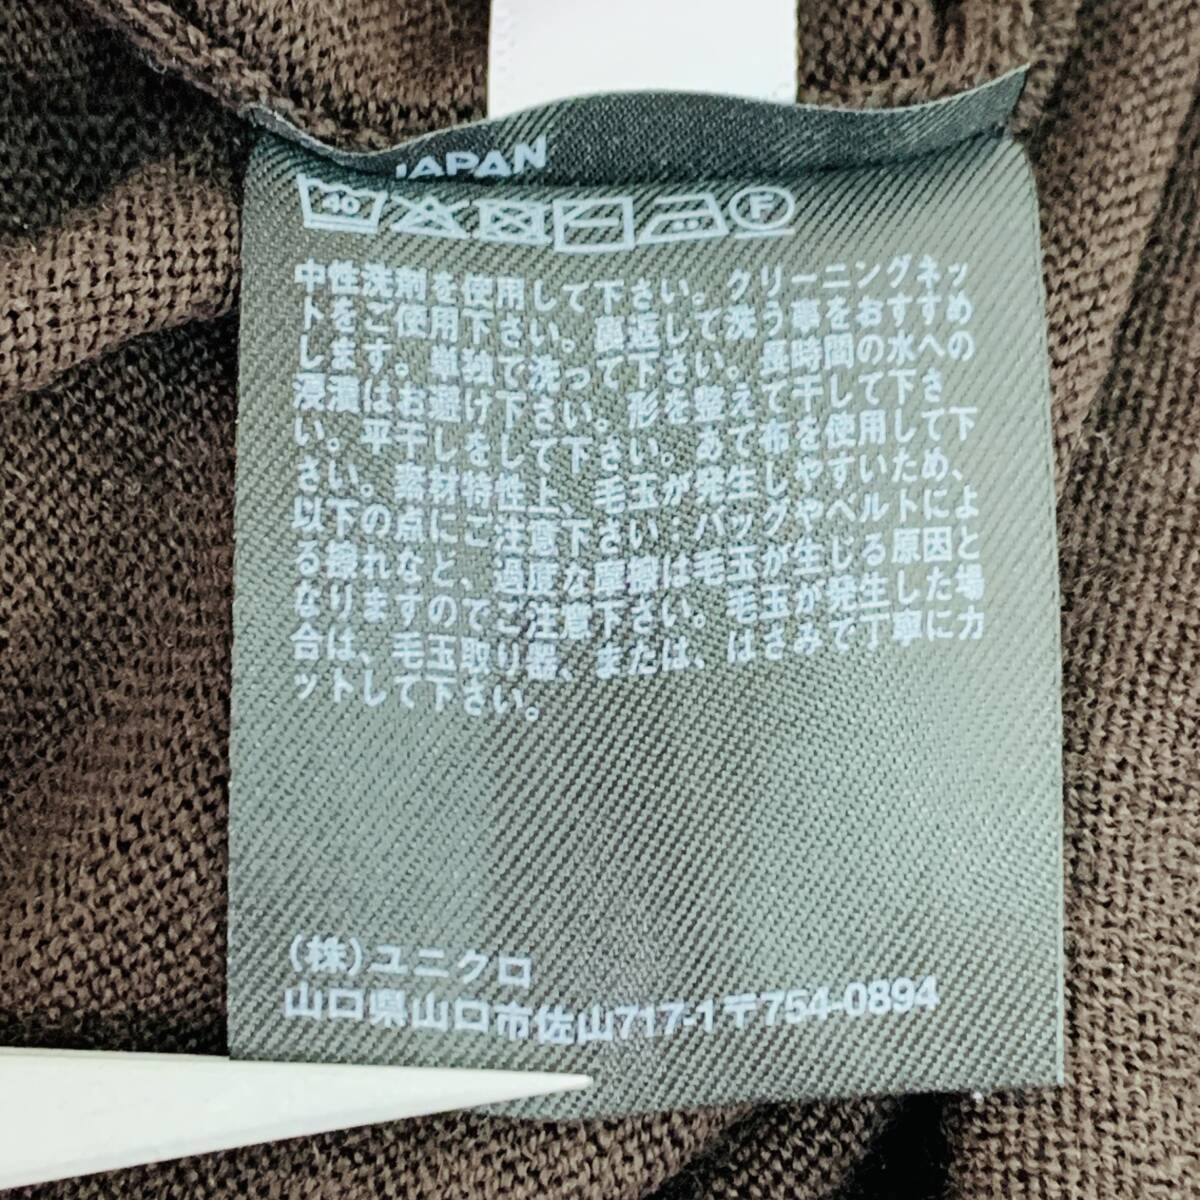 JAPAN
40 F
中性洗剤を使用して下さい。クリーニングネッ
トをご使用下さい。裏返して洗う事をおすすめ
します。単独で洗って下さい。長時間の水への
浸漬はお避け下さい。形を整えて干して下さ
い。平干しをして下さい。あて布を使用して下
さい。素材特性上、毛玉が発生しやすいため、
以下の点にご注意下さい:バッグやベルトによ
る擦れなど、過度な摩擦は毛玉が生じる原因と
なりますのでご注意下さい。毛玉が発生した場
合は、毛玉取り器、または、はさみで丁寧にカ
ットして下さい。
(株)ユニクロ
山口県山口市佐山717-1〒754-0894